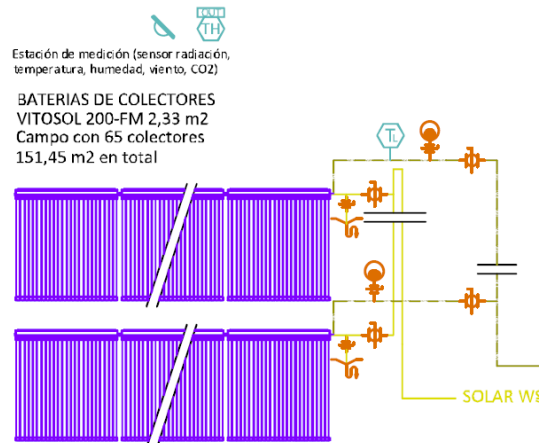 OUT
TH
Estación de medición (sensor radiación,
temperatura, humedad, viento, CO2)
BATERIAS DE COLECTORES
VITOSOL 200-FM 2,33 m2
Campo con 65 colectores
151,45 m2 en total
TL
SOLAR W8